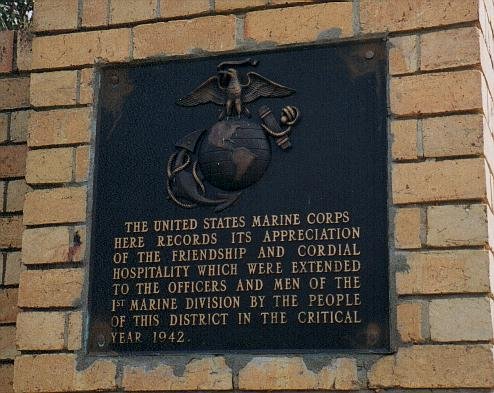 THE UNITED STATES MARINE CORPS
HERE RECORDS ITS APPRECIATION
OF THE FRIENDSHIP AND CORDIAL
HOSPITALITY WHICH WERE EXTENDED
TO THE OFFICERS AND MEN OF THE
1ST MARINE DIVISION BY THE PEOPLE
OF THIS DISTRICT IN THE CRITICAL
YEAR 1942.